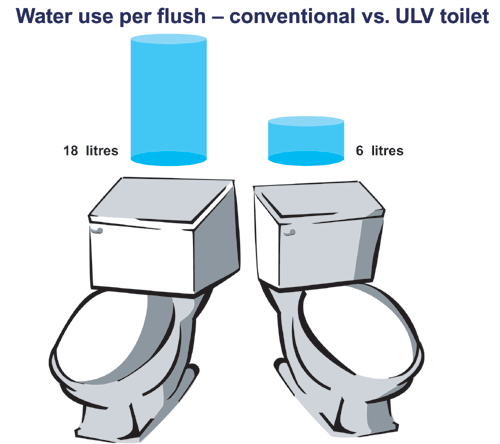 Water use per flush – conventional vs. ULV toilet
18 litres
6 litres